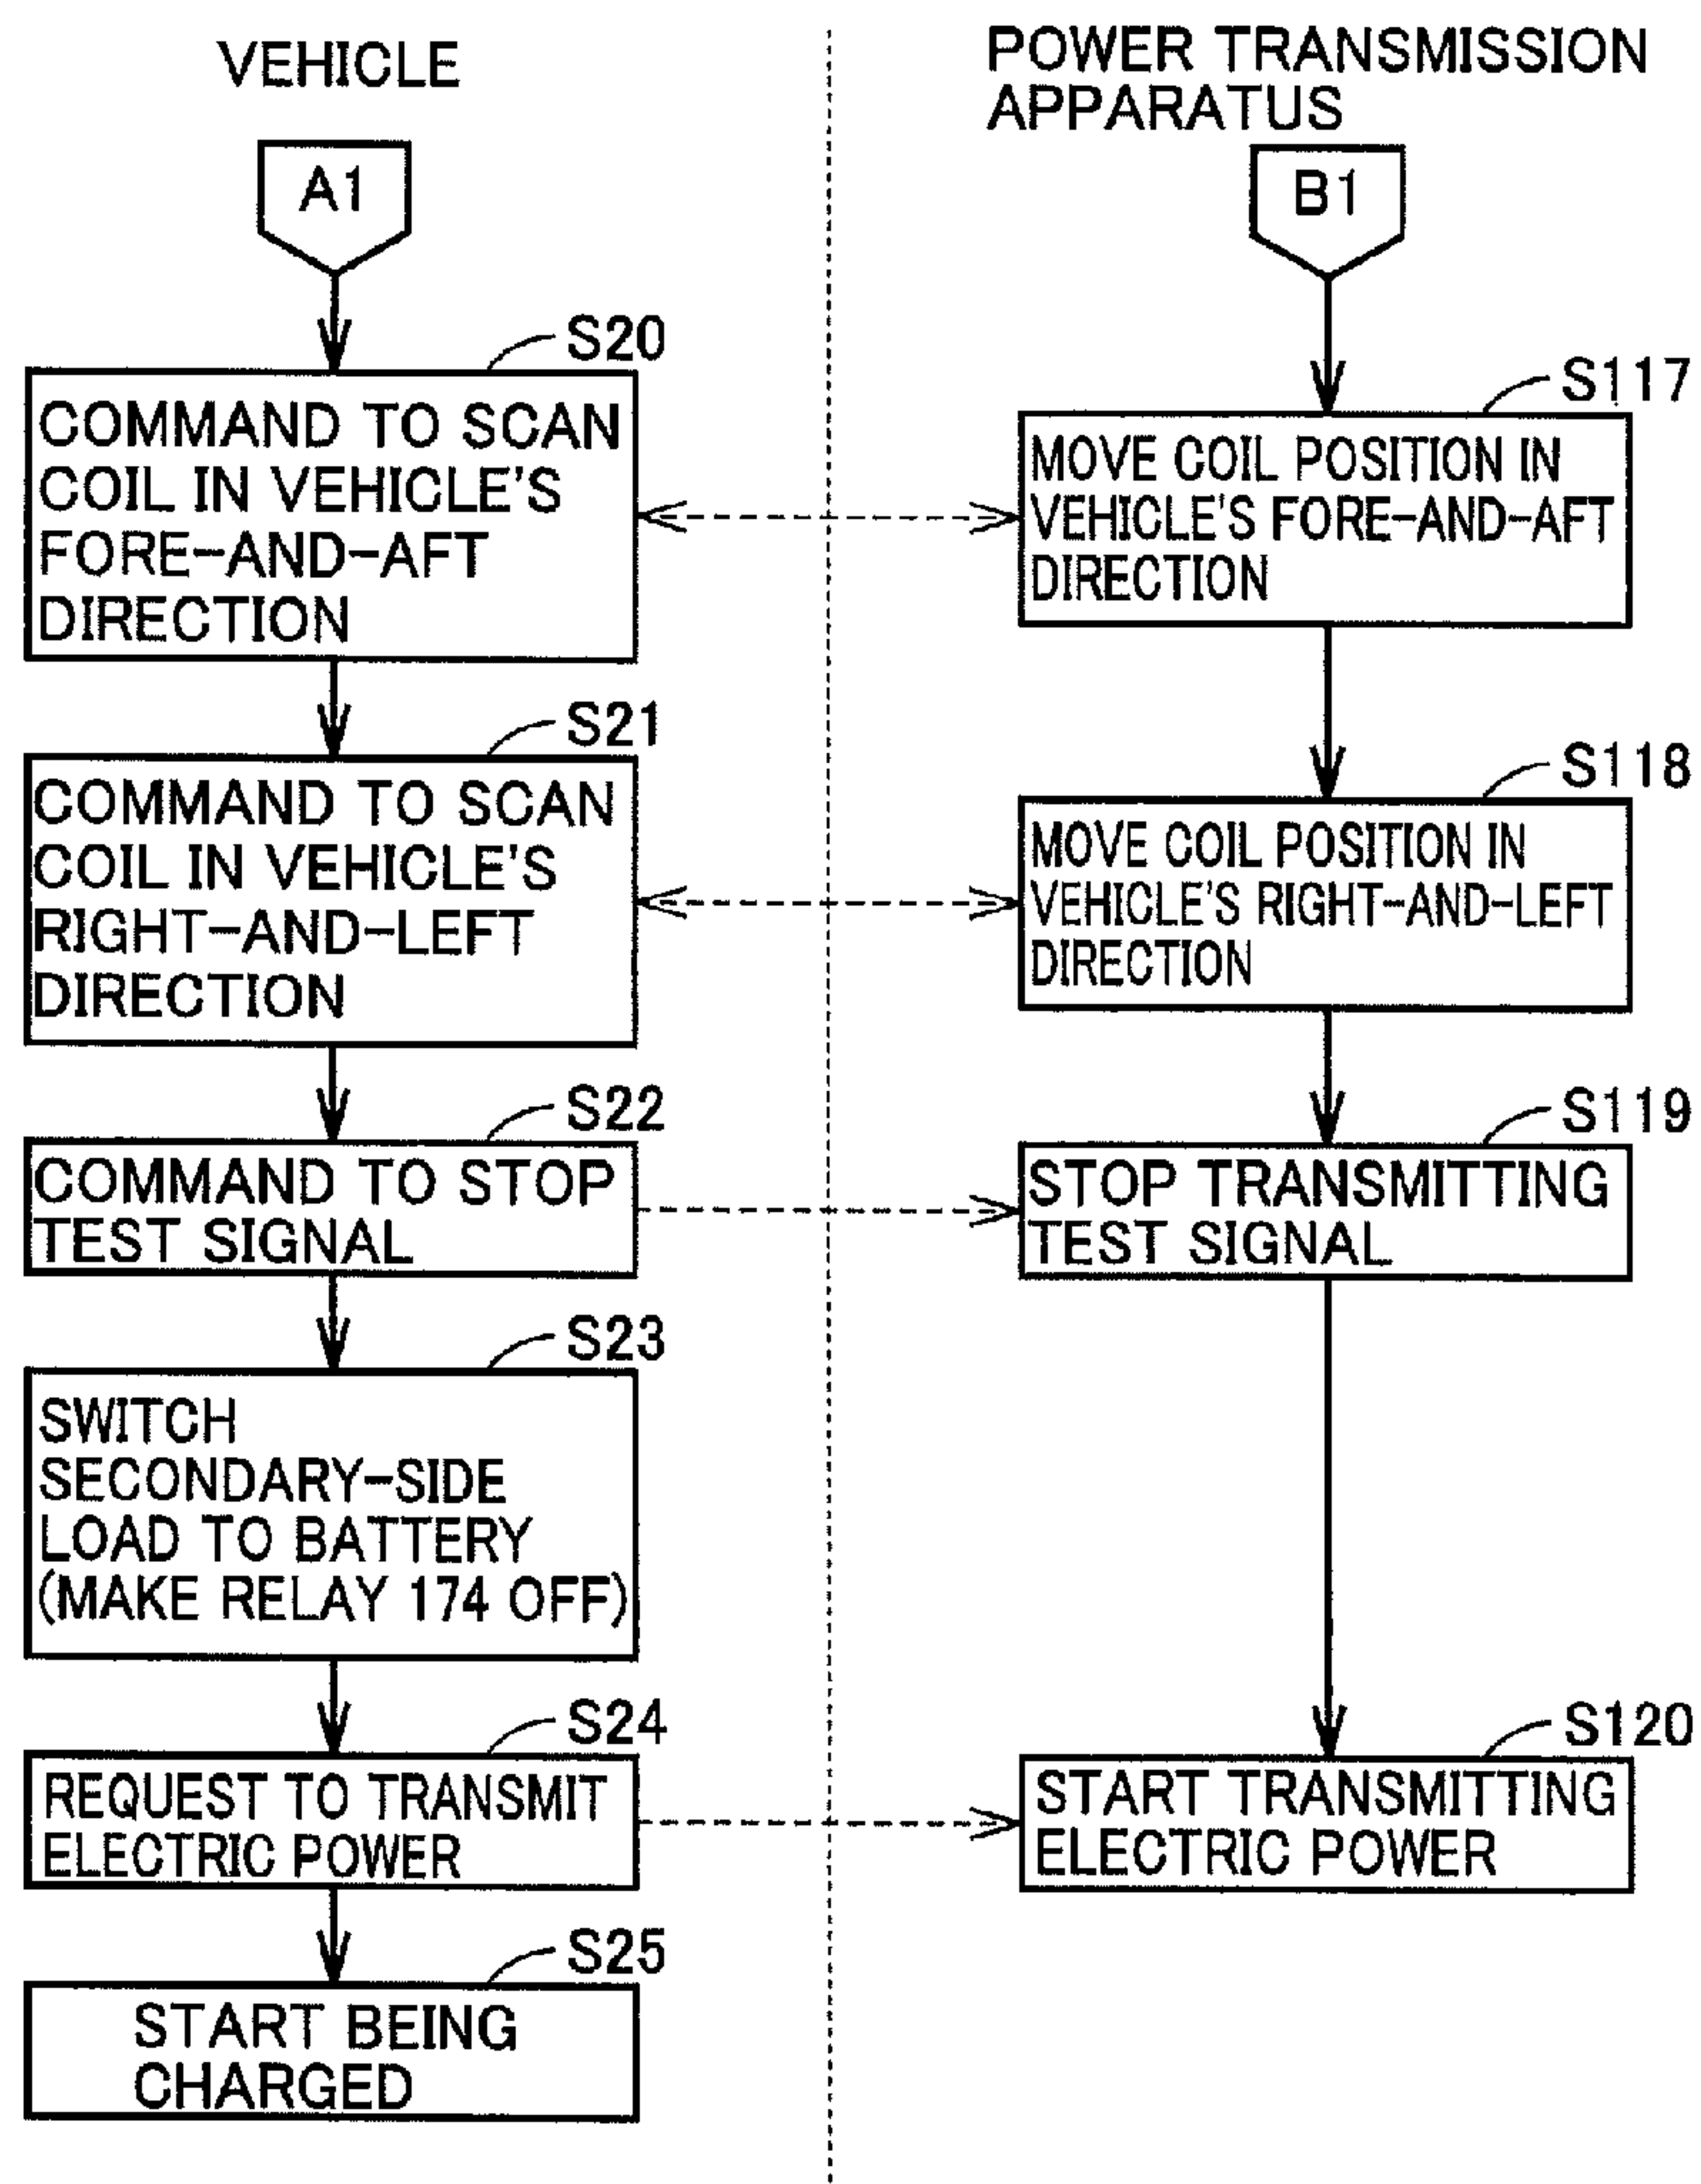 VEHICLE
A1
S20
COMMAND TO SCAN
COIL IN VEHICLE'S
FORE-AND-AFT
DIRECTION
S21
COMMAND TO SCAN
COIL IN VEHICLE'S
RIGHT-AND-LEFT
DIRECTION
S22
COMMAND TO STOP
TEST SIGNAL
S23
SWITCH
SECONDARY-SIDE
LOAD TO BATTERY
(MAKE RELAY 174 OFF)
S24
REQUEST TO TRANSMIT
ELECTRIC POWER
S25
START BEING
CHARGED
POWER TRANSMISSION
APPARATUS
B1
S117
MOVE COIL POSITION IN
VEHICLE'S FORE-AND-AFT
DIRECTION
S118
MOVE COIL POSITION IN
VEHICLE'S RIGHT-AND-LEFT
DIRECTION
S119
STOP TRANSMITTING
TEST SIGNAL
S120
START TRANSMITTING
ELECTRIC POWER